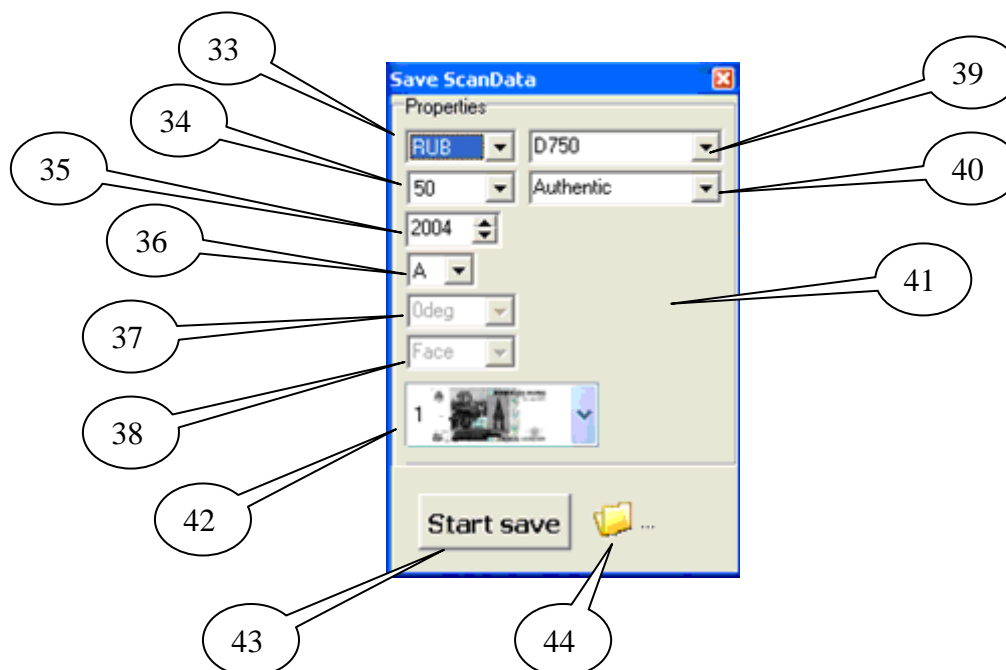 33
34
35
36
37
38
42
43
Save ScanData
Properties
RUB
D750
50
Authentic
2004
A
0deg
Face
1
Start save
...
39
40
41
44